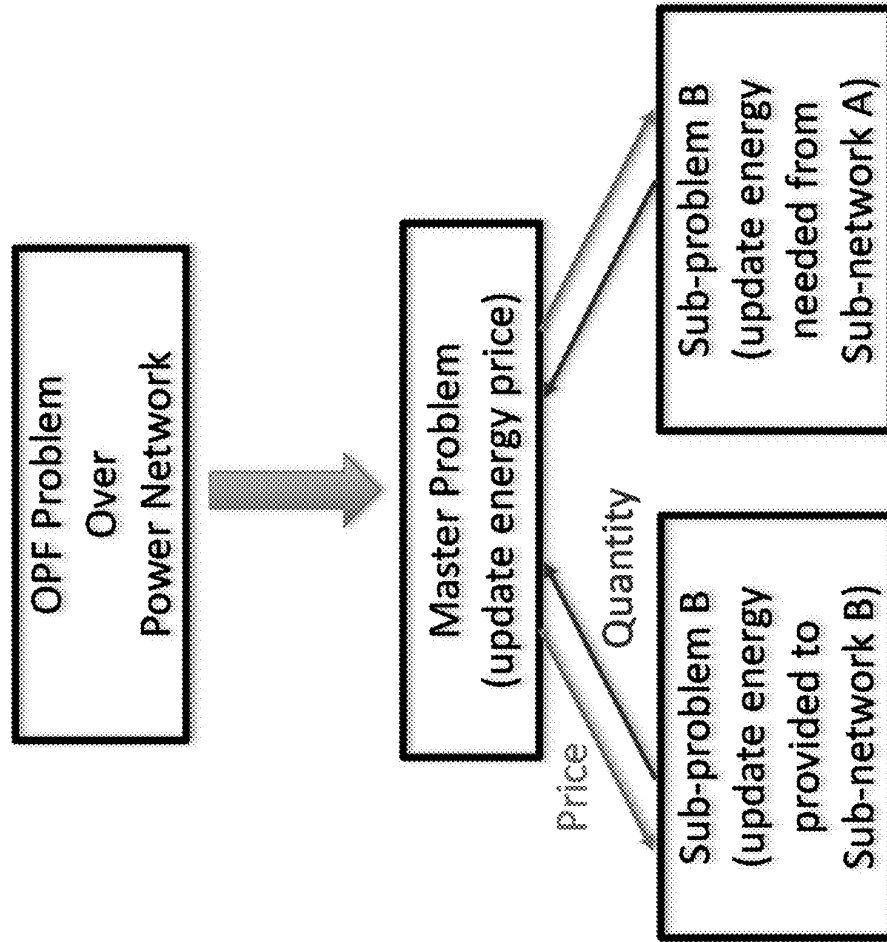 OPF Problem
Over
Power Network
Master Problem
(update energy price)
Price
Quantity
Sub-problem B
(update energy
provided to
Sub-network B)
Sub-problem B
(update energy
needed from
Sub-network A)